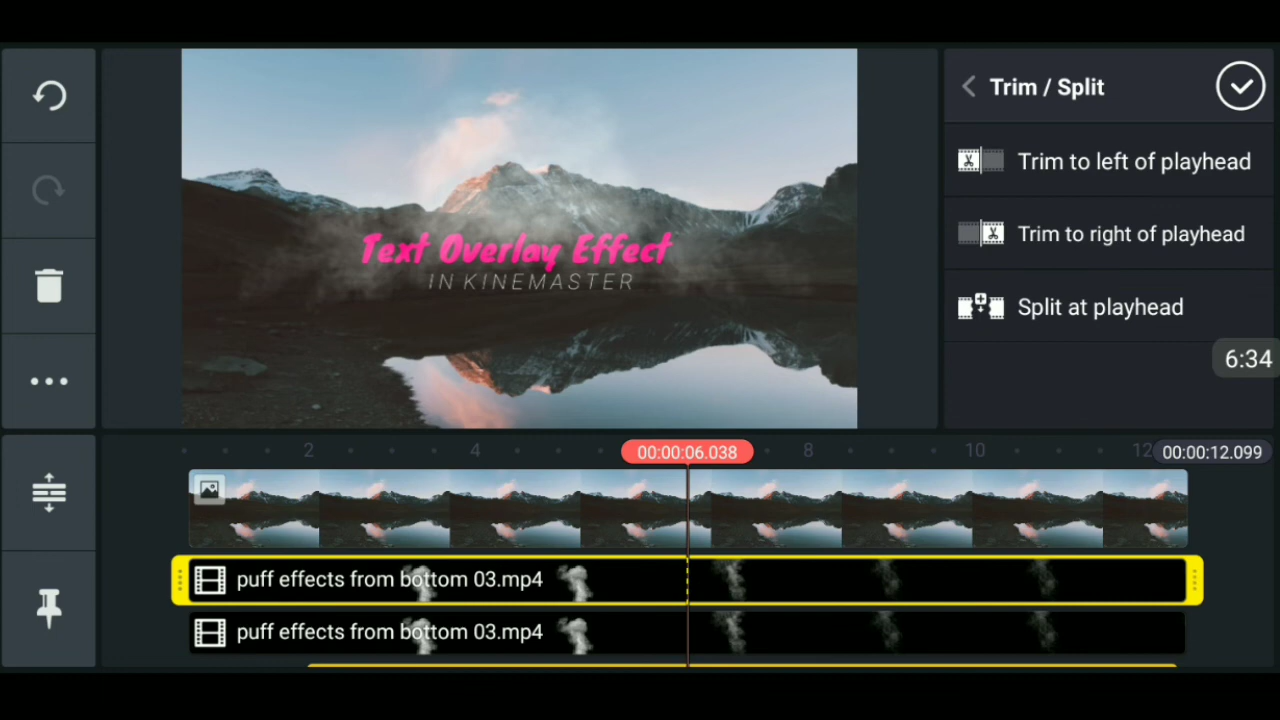 Trim / Split
Trim to left of playhead
Trim to right of playhead
Split at playhead
6:34
Text Overlay Effect
IN KINEMASTER
2
4
00:00:06.038
8
10
12
00:00:12.099
puff effects from bottom 03.mp4
puff effects from bottom 03.mp4